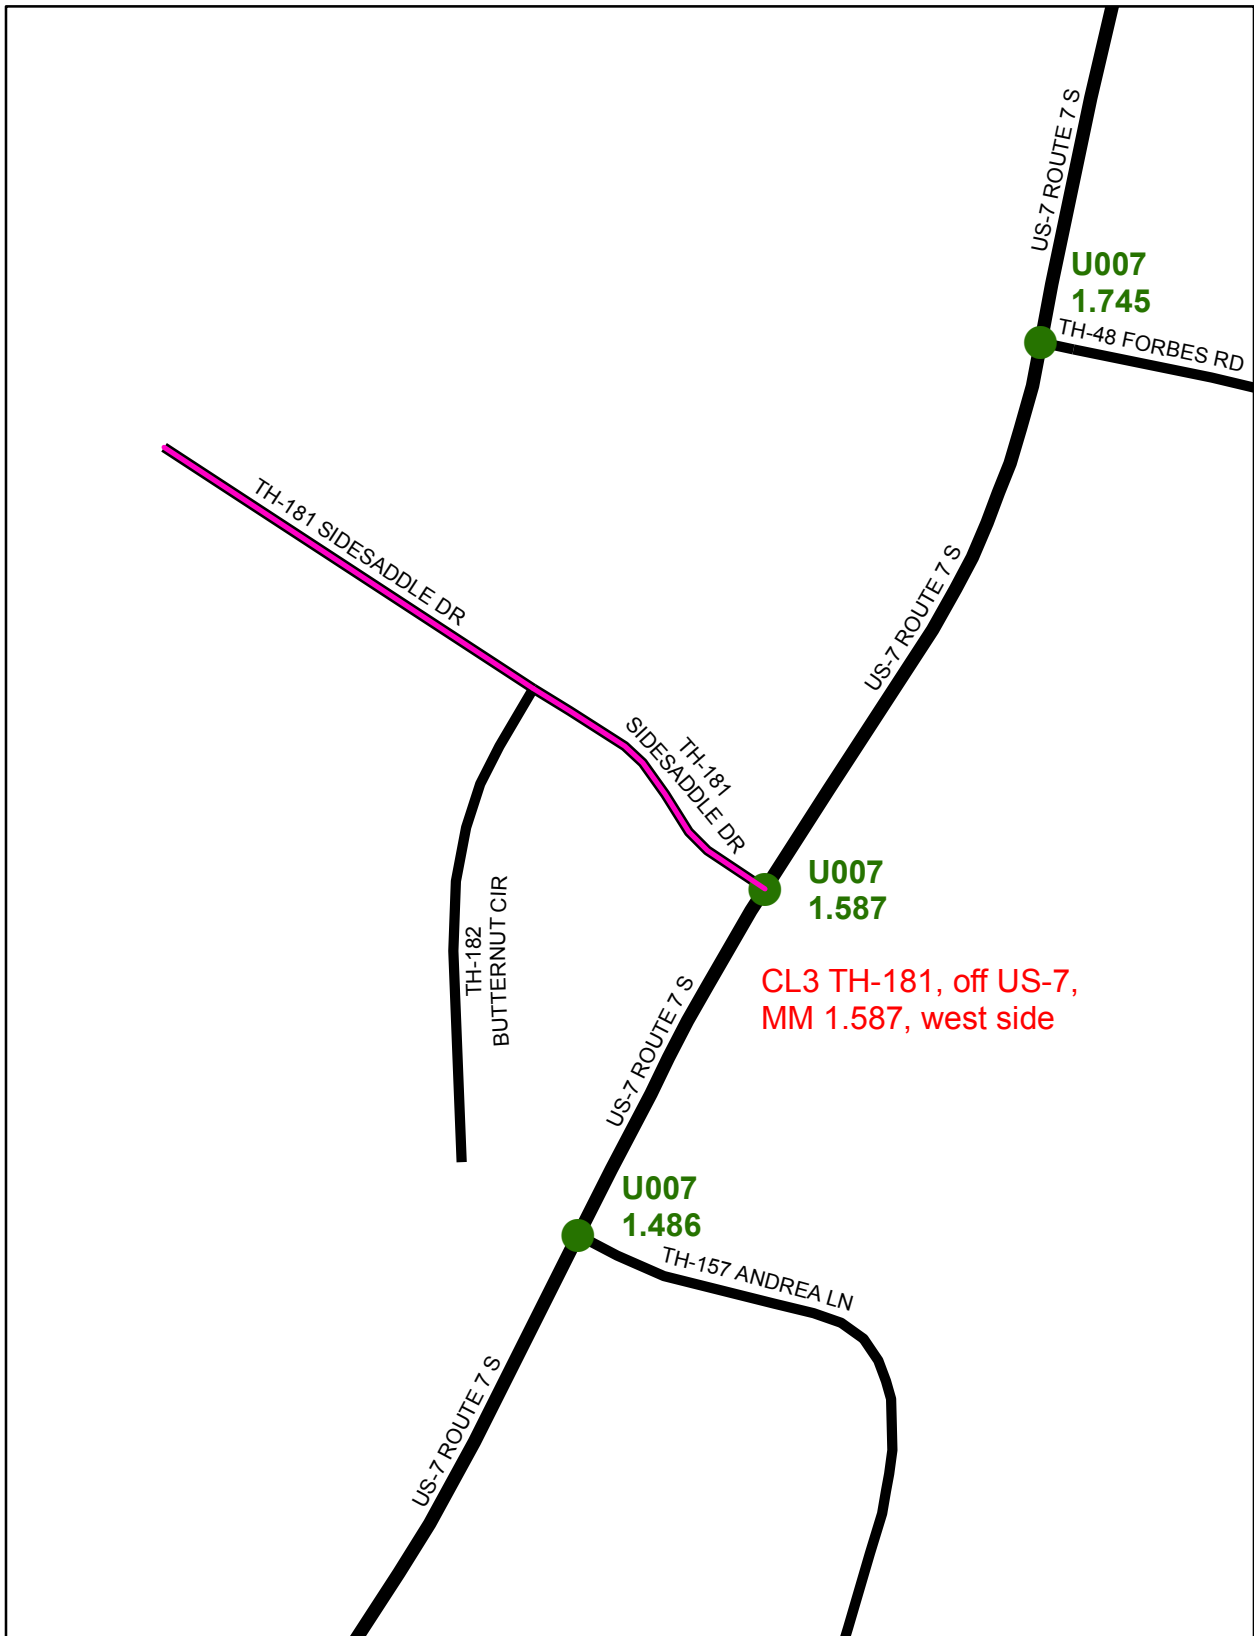 US-7 ROUTE 7 S
U007
1.745
TH-48 FORBES RD
TH-181 SIDESADDLE DR
US-7 ROUTE 7 S
TH-181
SIDESADDLE DR
U007
1.587
TH-182
BUTTERNUT CIR
CL3 TH-181, off US-7,
MM 1.587, west side
US-7 ROUTE 7 S
U007
1.486
TH-157 ANDREA LN
US-7 ROUTE 7 S